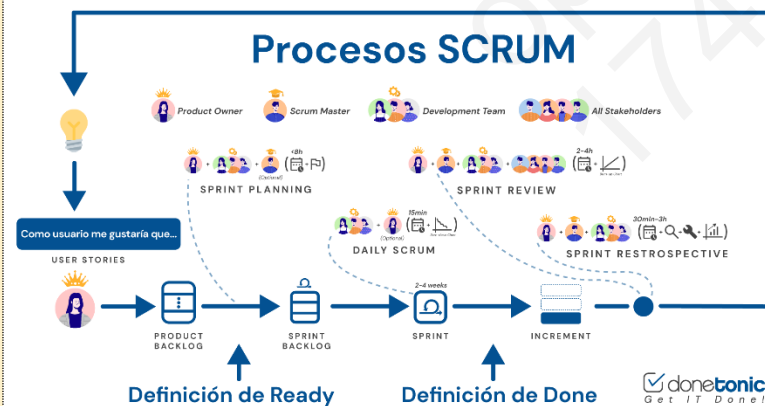 Procesos SCRUM
Product Owner
Scrum Master
Development Team
All Stakeholders
+8h
(Optional)
SPRINT PLANNING
2-4h
SPRINT REVIEW
Como usuario me gustaría que...
USER STORIES
15min
(Optional)
DAILY SCRUM
30min-3h
SPRINT RESTROSPECTIVE
2-4 weeks
PRODUCT
BACKLOG
SPRINT
BACKLOG
SPRINT
INCREMENT
Definición de Ready
Definición de Done
donetonic
Get IT Done!